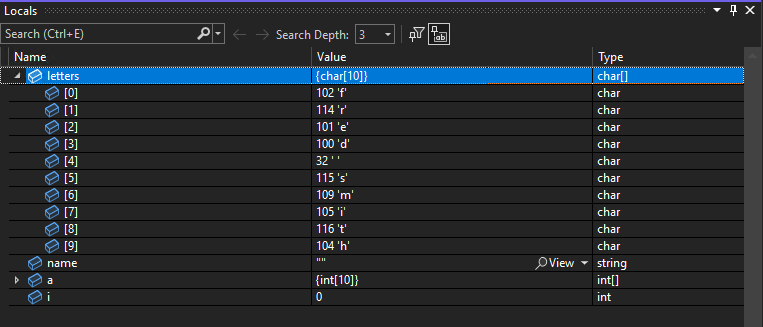 Locals
Search (Ctrl+E) Search Depth: 3
Name Value Type
letters {char[10]} char[]
[0] 102 'f' char
[1] 114 'r' char
[2] 101 'e' char
[3] 100 'd' char
[4] 32 ' ' char
[5] 115 's' char
[6] 109 'm' char
[7] 105 'i' char
[8] 116 't' char
[9] 104 'h' char
name "" View string
a {int[10]} int[]
i 0 int